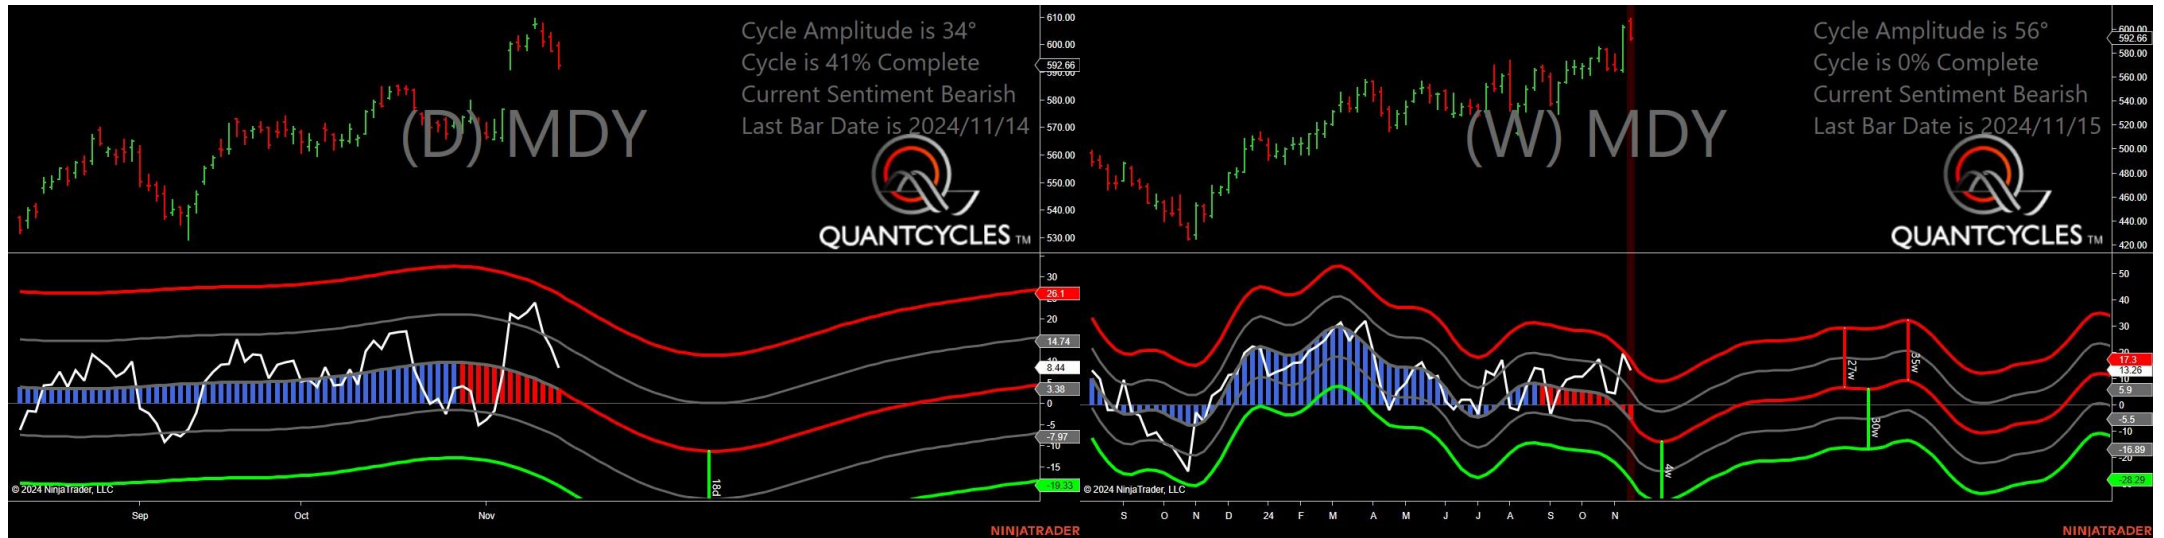 Cycle Amplitude is 34°
Cycle is 41% Complete
Current Sentiment Bearish
Last Bar Date is 2024/11/14
(D) MDY
QUANTCYCLES TM
610.00
600.00
592.66
590.00
580.00
570.00
560.00
550.00
540.00
530.00
30
26.1
20
14.74
10
8.44
3.38
0
-5
-7.97
-10
-15
-19.33
18d
© 2024 NinjaTrader, LLC
Sep
Oct
Nov
NINJATRADER
Cycle Amplitude is 56°
Cycle is 0% Complete
Current Sentiment Bearish
Last Bar Date is 2024/11/15
(W) MDY
QUANTCYCLES TM
600.00
592.66
580.00
560.00
540.00
520.00
500.00
480.00
460.00
440.00
420.00
50
40
30
20
17.3
13.26
10
5.9
0
-5.5
-10
-16.89
-20
-28.29
227w
35w
30w
4w
© 2024 NinjaTrader, LLC
S O N D 24 F M A M J J A S O N
NINJATRADER